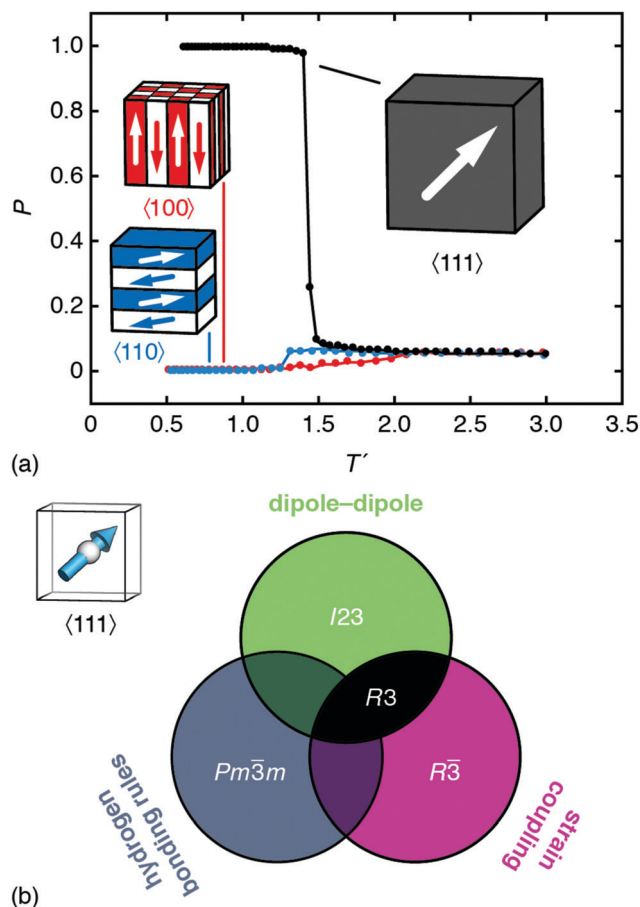 1.0
0.8
0.6
0.4
0.2
0
P
⟨100⟩
⟨110⟩
⟨111⟩
0 0.5 1.0 1.5 2.0 2.5 3.0 3.5
T′
(a)
dipole–dipole
⟨111⟩
I23
R3
Pm3̅m
R3̅
hydrogen
bonding rules
strain
coupling
(b)